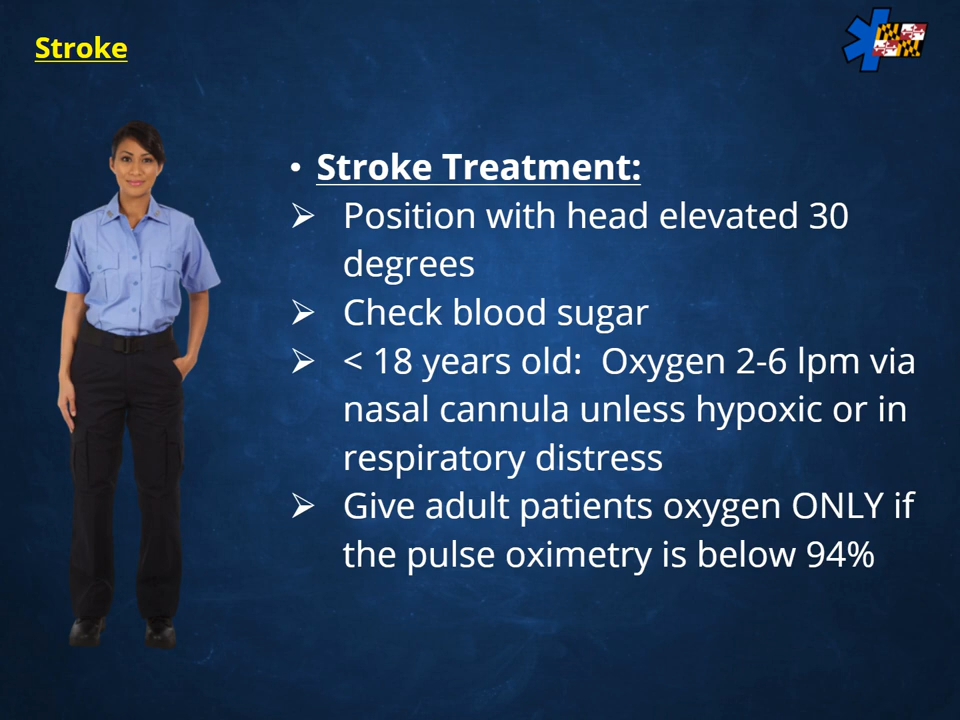 Stroke
• Stroke Treatment:
➢ Position with head elevated 30
degrees
➢ Check blood sugar
➢ < 18 years old:  Oxygen 2-6 lpm via
nasal cannula unless hypoxic or in
respiratory distress
➢ Give adult patients oxygen ONLY if
the pulse oximetry is below 94%